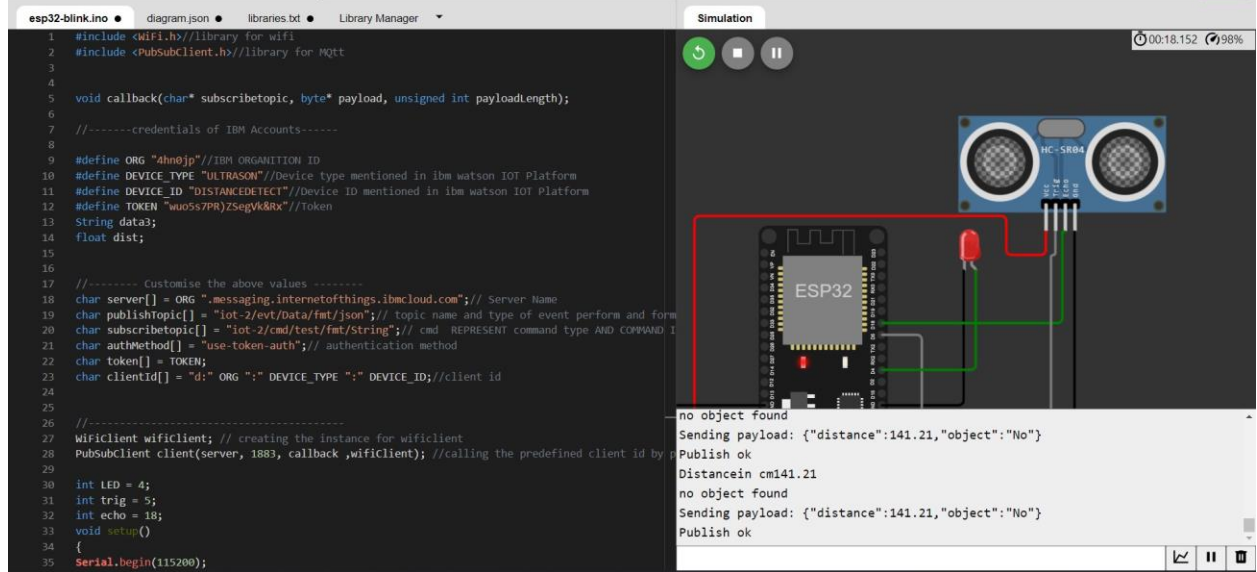 esp32-blink.ino ● diagram.json ● libraries.txt ● Library Manager ▼
1 #include <WiFi.h>//library for wifi
2 #include <PubSubClient.h>//library for MQtt
3
4
5 void callback(char* subscribetopic, byte* payload, unsigned int payloadLength);
6
7 //-------credentials of IBM Accounts------
8
9 #define ORG "4hn0jp"//IBM ORGANITION ID
10 #define DEVICE_TYPE "ULTRASON"//Device type mentioned in ibm watson IOT Platform
11 #define DEVICE_ID "DISTANCEDETECT"//Device ID mentioned in ibm watson IOT Platform
12 #define TOKEN "wuo5s7PR)ZSegVk&Rx"//Token
13 String data3;
14 float dist;
15
16
17 //-------- Customise the above values --------
18 char server[] = ORG ".messaging.internetofthings.ibmcloud.com";// Server Name
19 char publishTopic[] = "iot-2/evt/Data/fmt/json";// topic name and type of event perform and form
20 char subscribetopic[] = "iot-2/cmd/test/fmt/String";// cmd REPRESENT command type AND COMMAND I
21 char authMethod[] = "use-token-auth";// authentication method
22 char token[] = TOKEN;
23 char clientId[] = "d:" ORG ":" DEVICE_TYPE ":" DEVICE_ID;//client id
24
25
26 //-----------------------------------------
27 WiFiClient wifiClient; // creating the instance for wificlient
28 PubSubClient client(server, 1883, callback ,wifiClient); //calling the predefined client id by p
29
30 int LED = 4;
31 int trig = 5;
32 int echo = 18;
33 void setup()
34 {
35 Serial.begin(115200);
Simulation
00:18.152 98%
HC-SR04
Vcc Trig Echo Gnd
ESP32
no object found
Sending payload: {"distance":141.21,"object":"No"}
Publish ok
Distancein cm141.21
no object found
Sending payload: {"distance":141.21,"object":"No"}
Publish ok